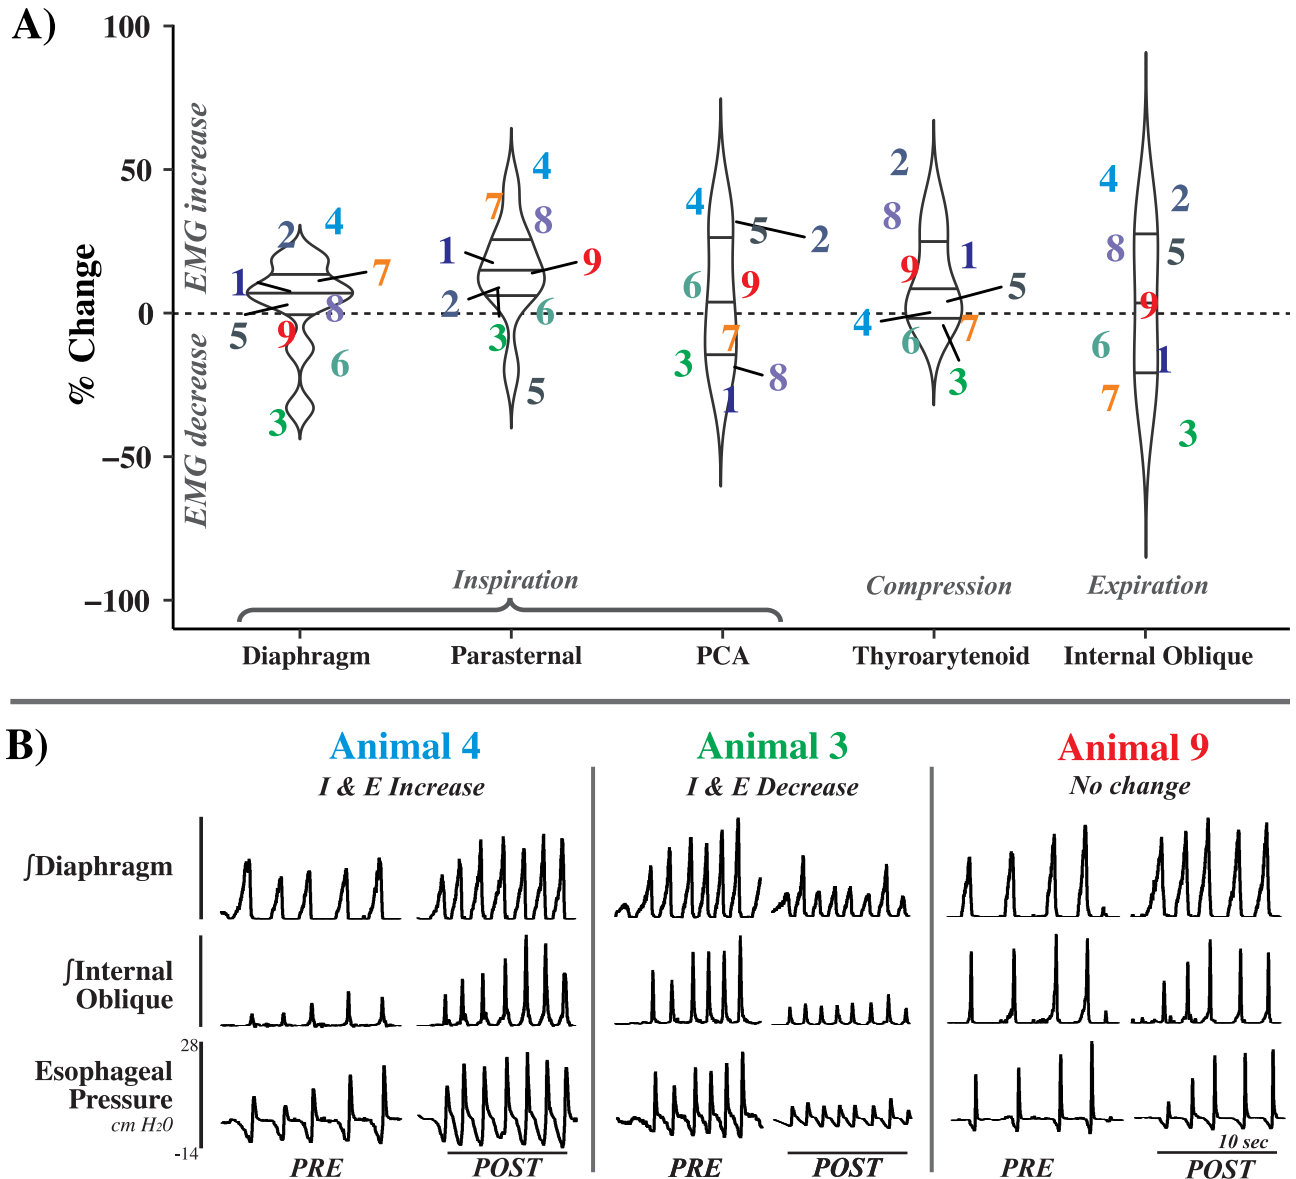 A)
100
50
0
−50
−100
% Change
EMG increase
EMG decrease
2
4
1
7
5
8
9
6
3
4
7
8
1
9
2
6
3
5
4
5
2
6
9
7
3
8
1
2
8
9
1
5
4
7
6
3
4
2
8
5
9
6
1
7
3
Inspiration
Compression
Expiration
Diaphragm
Parasternal
PCA
Thyroarytenoid
Internal Oblique
B)
Animal 4
Animal 3
Animal 9
I & E Increase
I & E Decrease
No change
∫Diaphragm
∫Internal
Oblique
28
Esophageal
Pressure
cm H20
-14
10 sec
PRE
POST
PRE
POST
PRE
POST